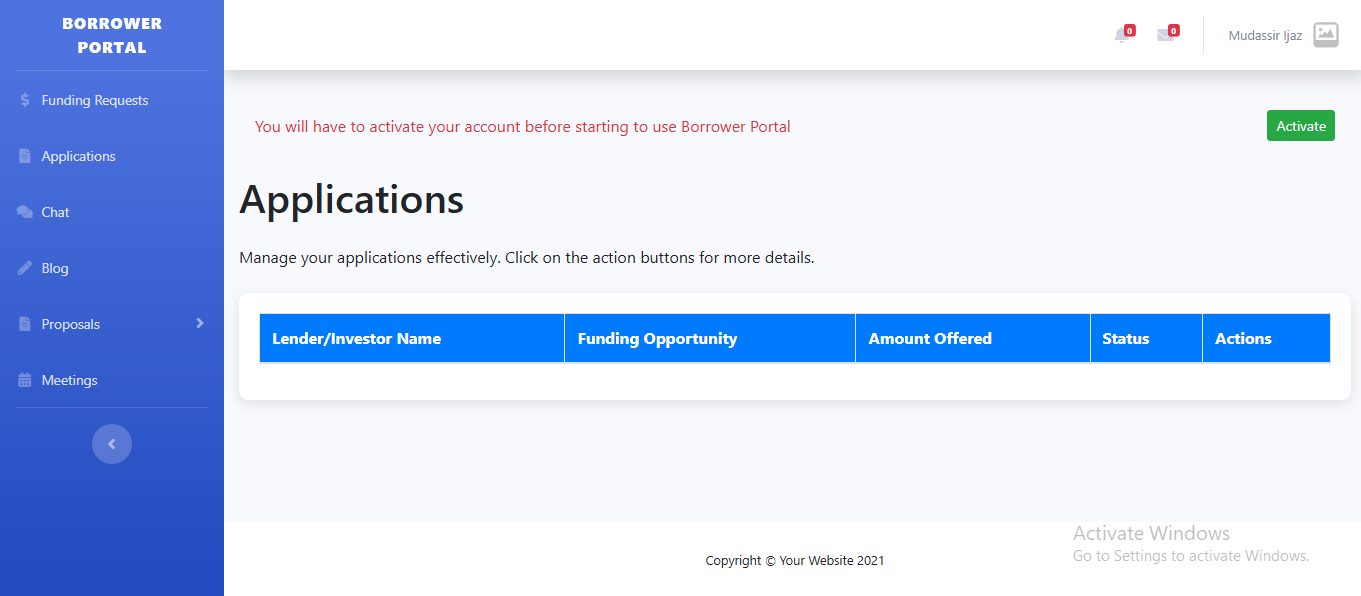 BORROWER
PORTAL
0
0
Mudassir Ijaz
Funding Requests
Applications
Chat
Blog
Proposals
Meetings
You will have to activate your account before starting to use Borrower Portal
Activate
Applications
Manage your applications effectively. Click on the action buttons for more details.
Lender/Investor Name
Funding Opportunity
Amount Offered
Status
Actions
Copyright © Your Website 2021
Activate Windows
Go to Settings to activate Windows.